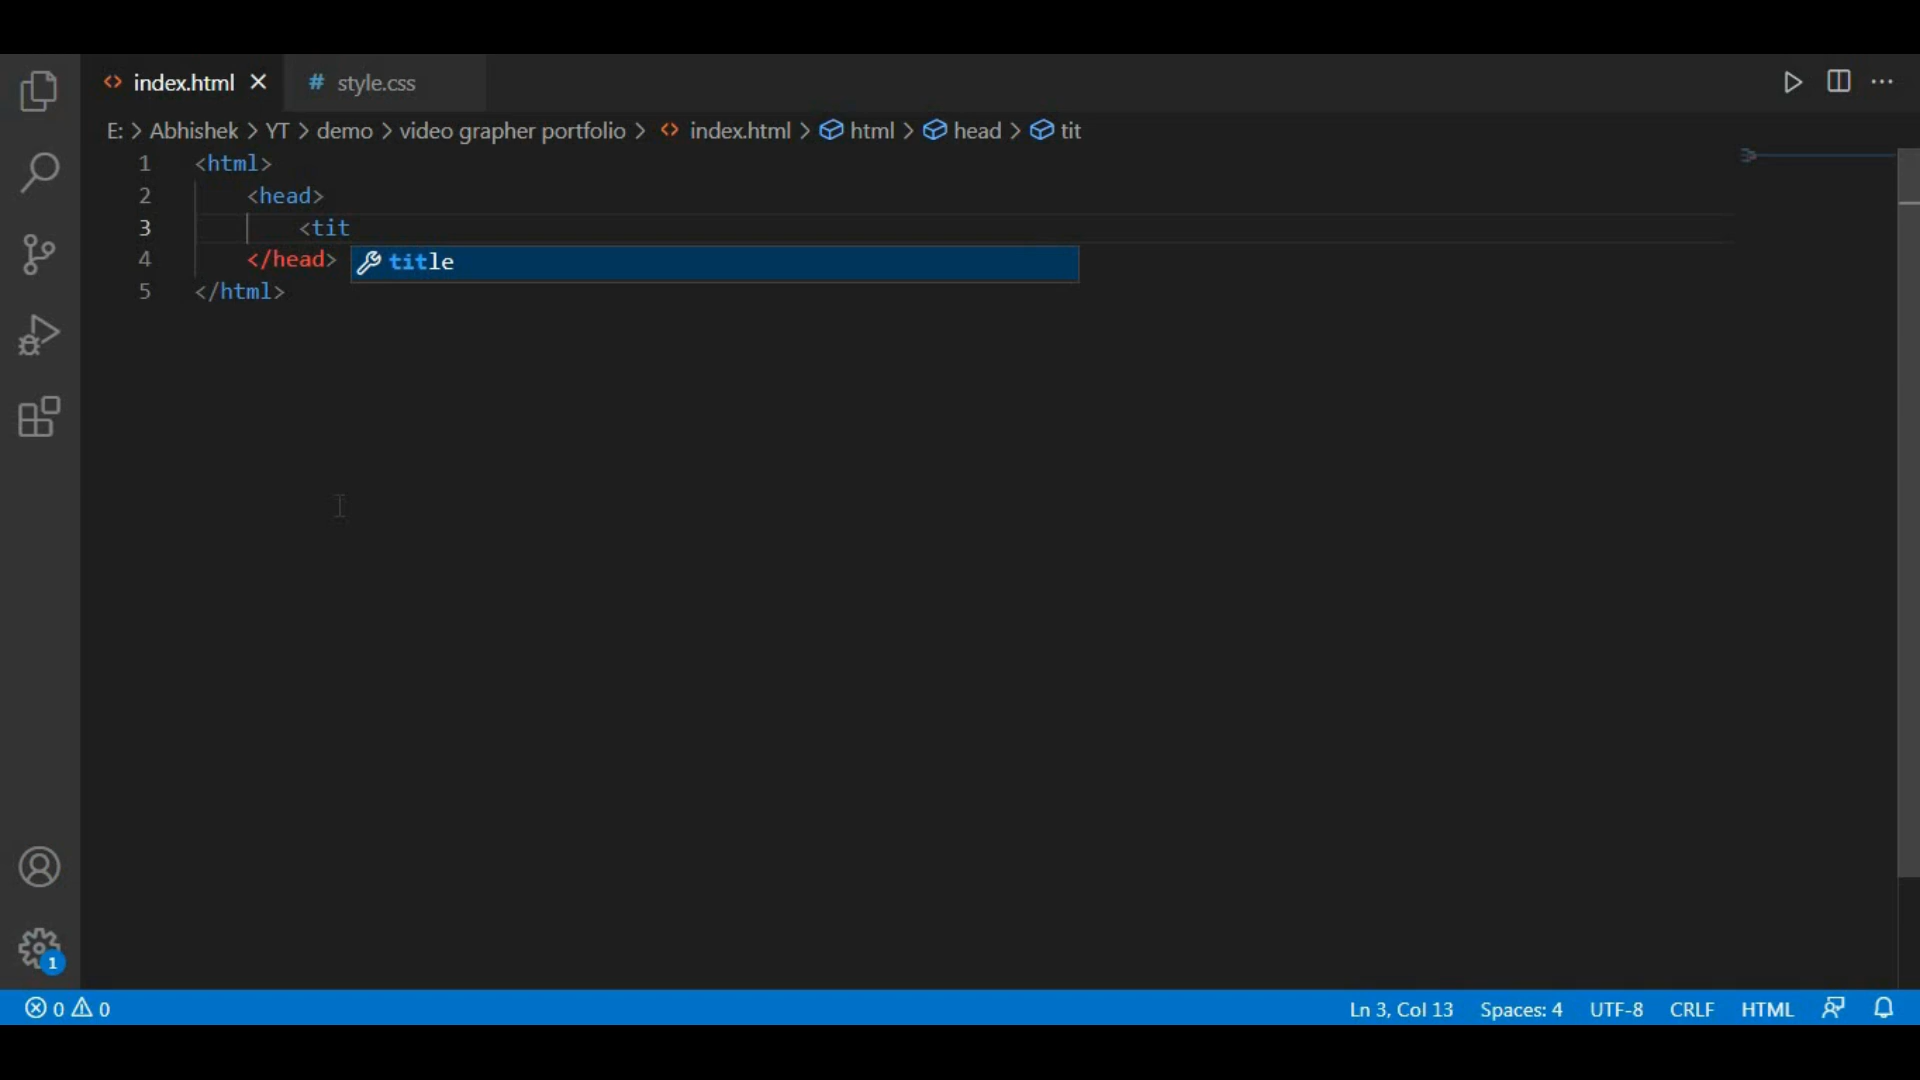 index.html
style.css
E: > Abhishek > YT > demo > video grapher portfolio > index.html > html > head > tit
1 <html>
2 <head>
3 <tit
4 </head>
title
5 </html>
1
0 0
Ln 3, Col 13 Spaces: 4 UTF-8 CRLF HTML